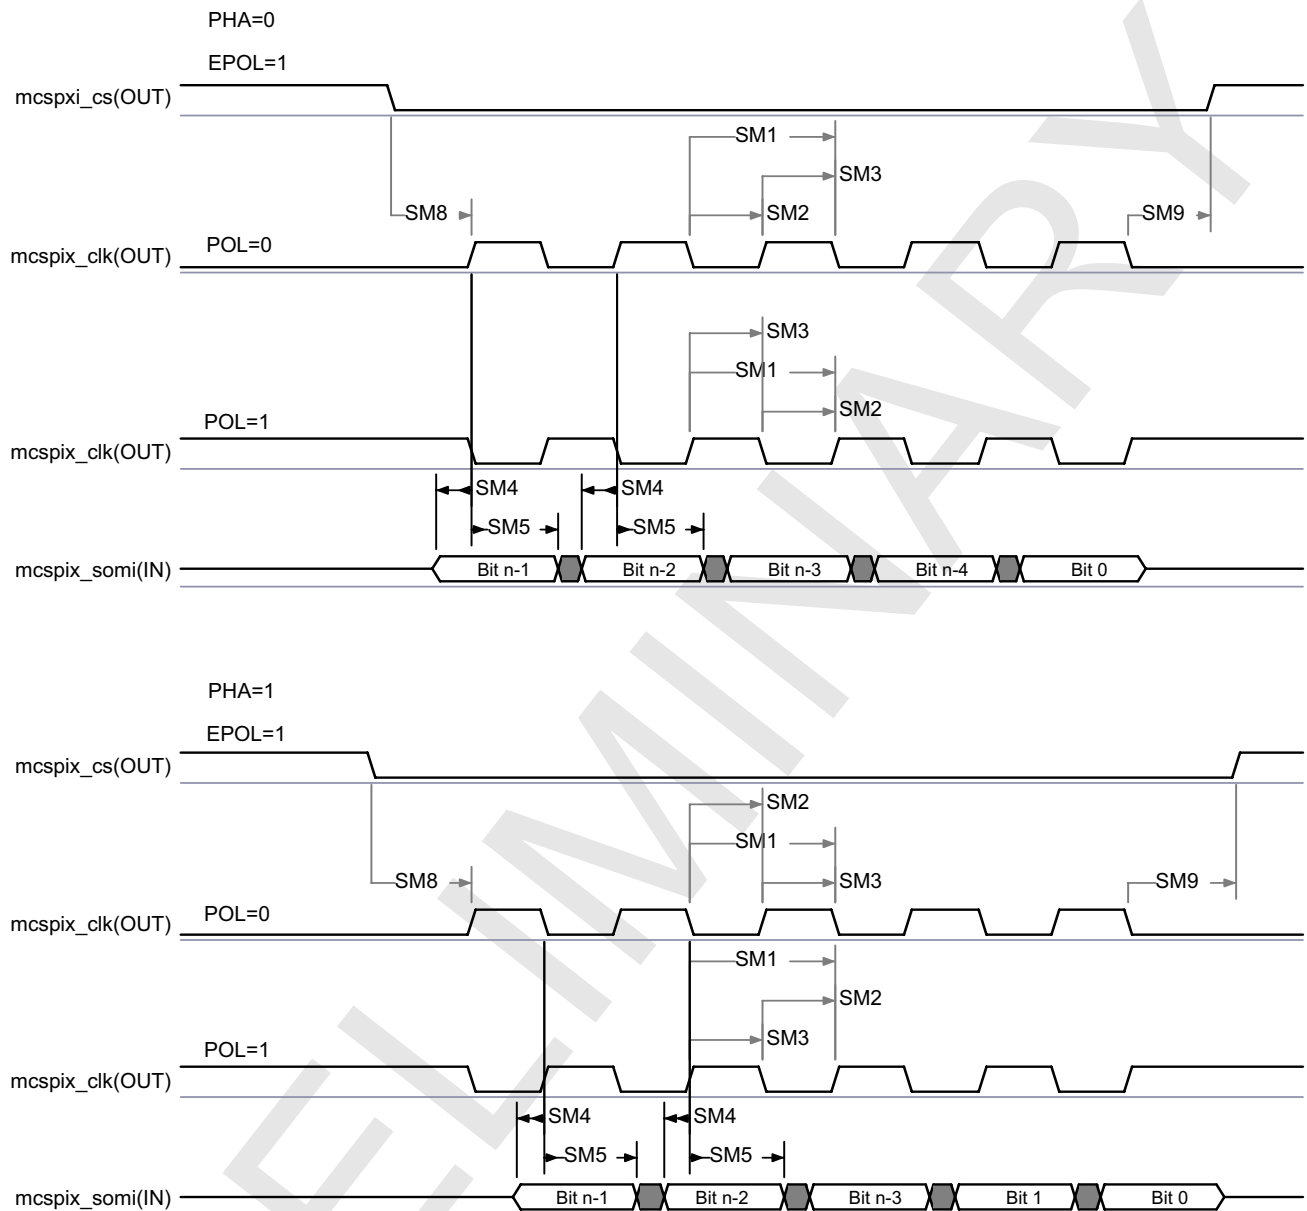 PHA=0
EPOL=1
mcspxi_cs(OUT)
SM1
SM3
SM8
SM2
SM9
POL=0
mcspix_clk(OUT)
SM3
SM1
SM2
POL=1
mcspix_clk(OUT)
SM4 SM4
SM5 SM5
mcspix_somi(IN) Bit n-1 Bit n-2 Bit n-3 Bit n-4 Bit 0
PHA=1
EPOL=1
mcspix_cs(OUT)
SM2
SM1
SM8 SM3 SM9
POL=0
mcspix_clk(OUT)
SM1
SM2
SM3
POL=1
mcspix_clk(OUT)
SM4 SM4
SM5 SM5
mcspix_somi(IN) Bit n-1 Bit n-2 Bit n-3 Bit 1 Bit 0
ELIMINARY